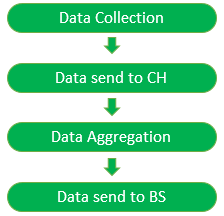 Data Collection
Data send to CH
Data Aggregation
Data send to BS